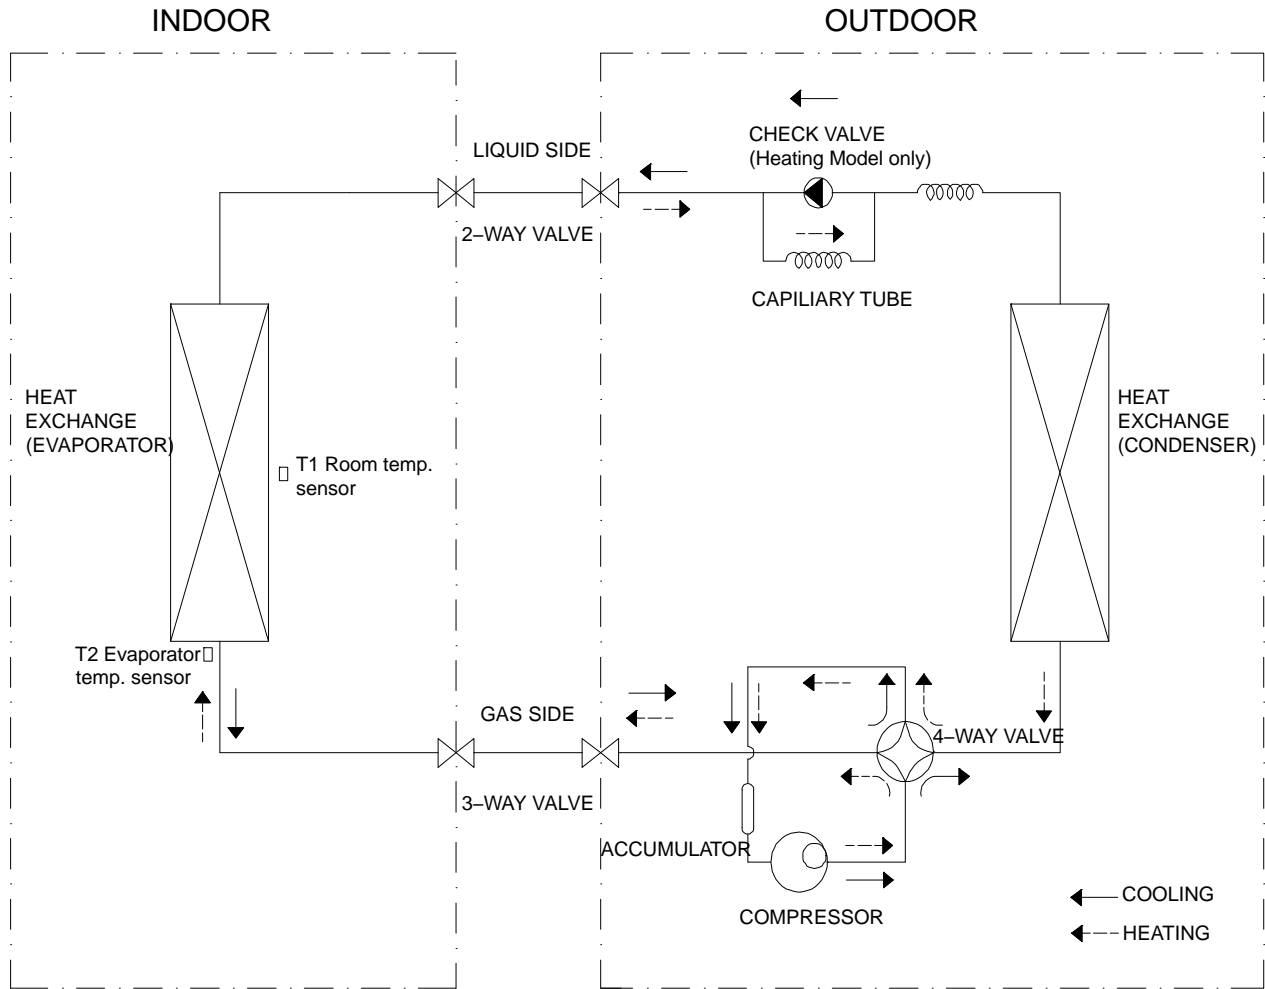 INDOOR
OUTDOOR
CHECK VALVE
(Heating Model only)
LIQUID SIDE
2–WAY VALVE
CAPILIARY TUBE
HEAT
EXCHANGE
(EVAPORATOR)
T1 Room temp.
sensor
HEAT
EXCHANGE
(CONDENSER)
T2 Evaporator
temp. sensor
GAS SIDE
4–WAY VALVE
3–WAY VALVE
ACCUMULATOR
COMPRESSOR
COOLING
HEATING